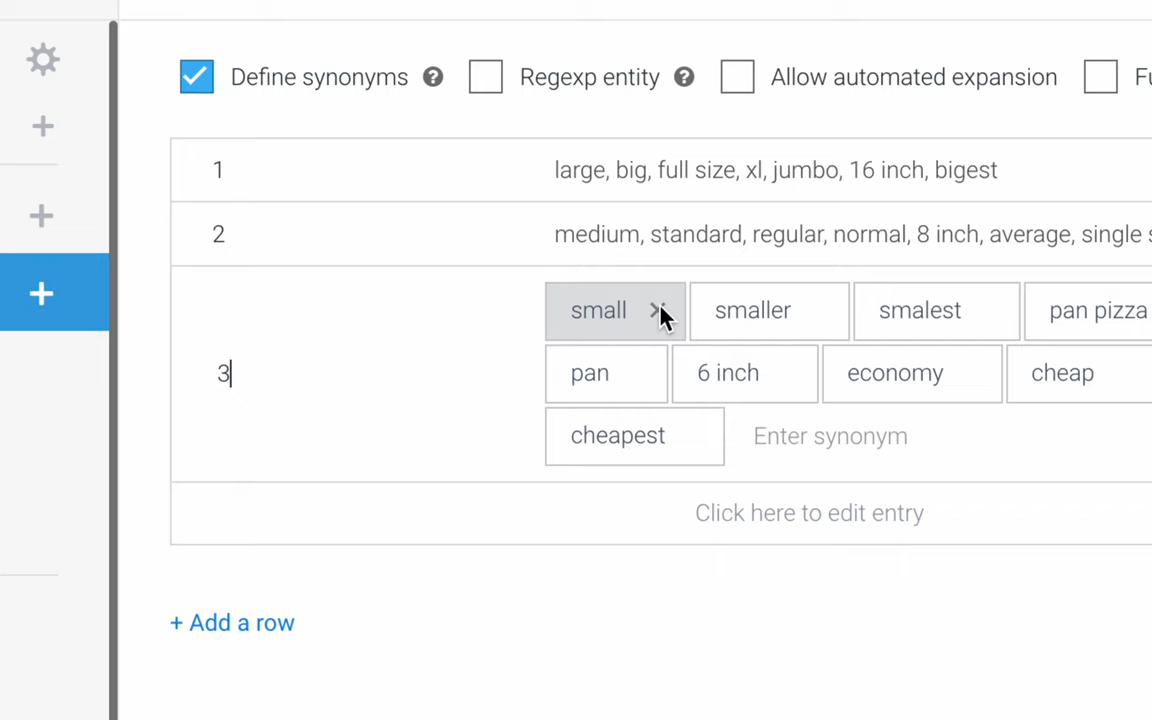 Define synonyms ? Regexp entity ? Allow automated expansion
1 large, big, full size, xl, jumbo, 16 inch, bigest
2 medium, standard, regular, normal, 8 inch, average, single
small smaller smalest pan pizza
3 pan 6 inch economy cheap
cheapest Enter synonym
Click here to edit entry
+ Add a row